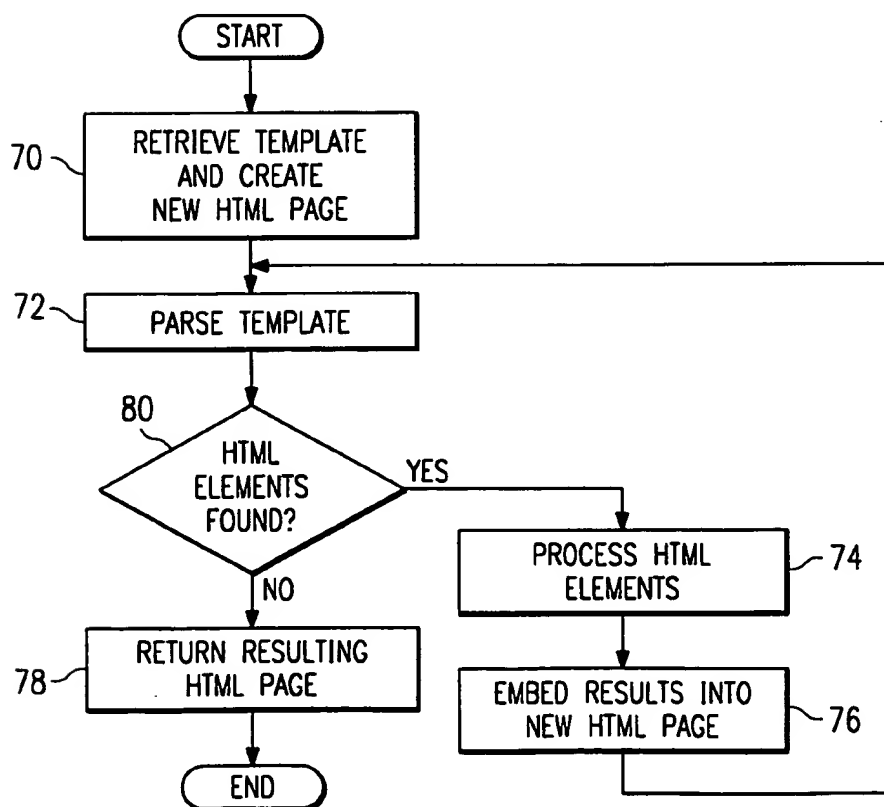 START
70
RETRIEVE TEMPLATE
AND CREATE
NEW HTML PAGE
72
PARSE TEMPLATE
80
HTML
ELEMENTS
FOUND?
YES
NO
PROCESS HTML
ELEMENTS
74
RETURN RESULTING
HTML PAGE
78
EMBED RESULTS INTO
NEW HTML PAGE
76
END